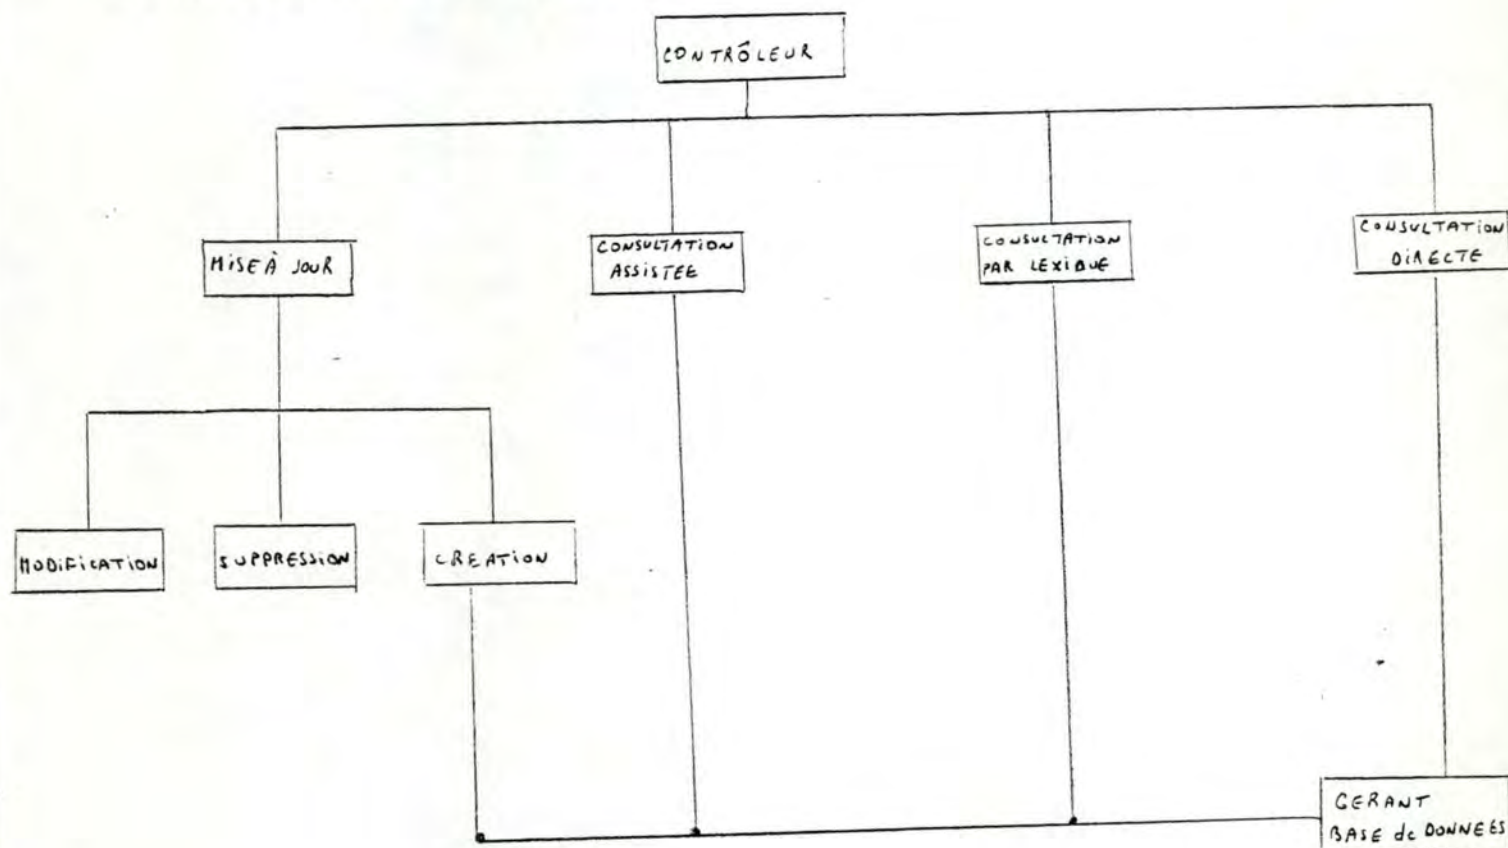 CONTRÔLEUR
MISE À JOUR
CONSULTATION
ASSISTEE
CONSULTATION
PAR LEXIQUE
CONSULTATION
DIRECTE
MODIFICATION
SUPPRESSION
CREATION
GERANT
BASE de DONNEES